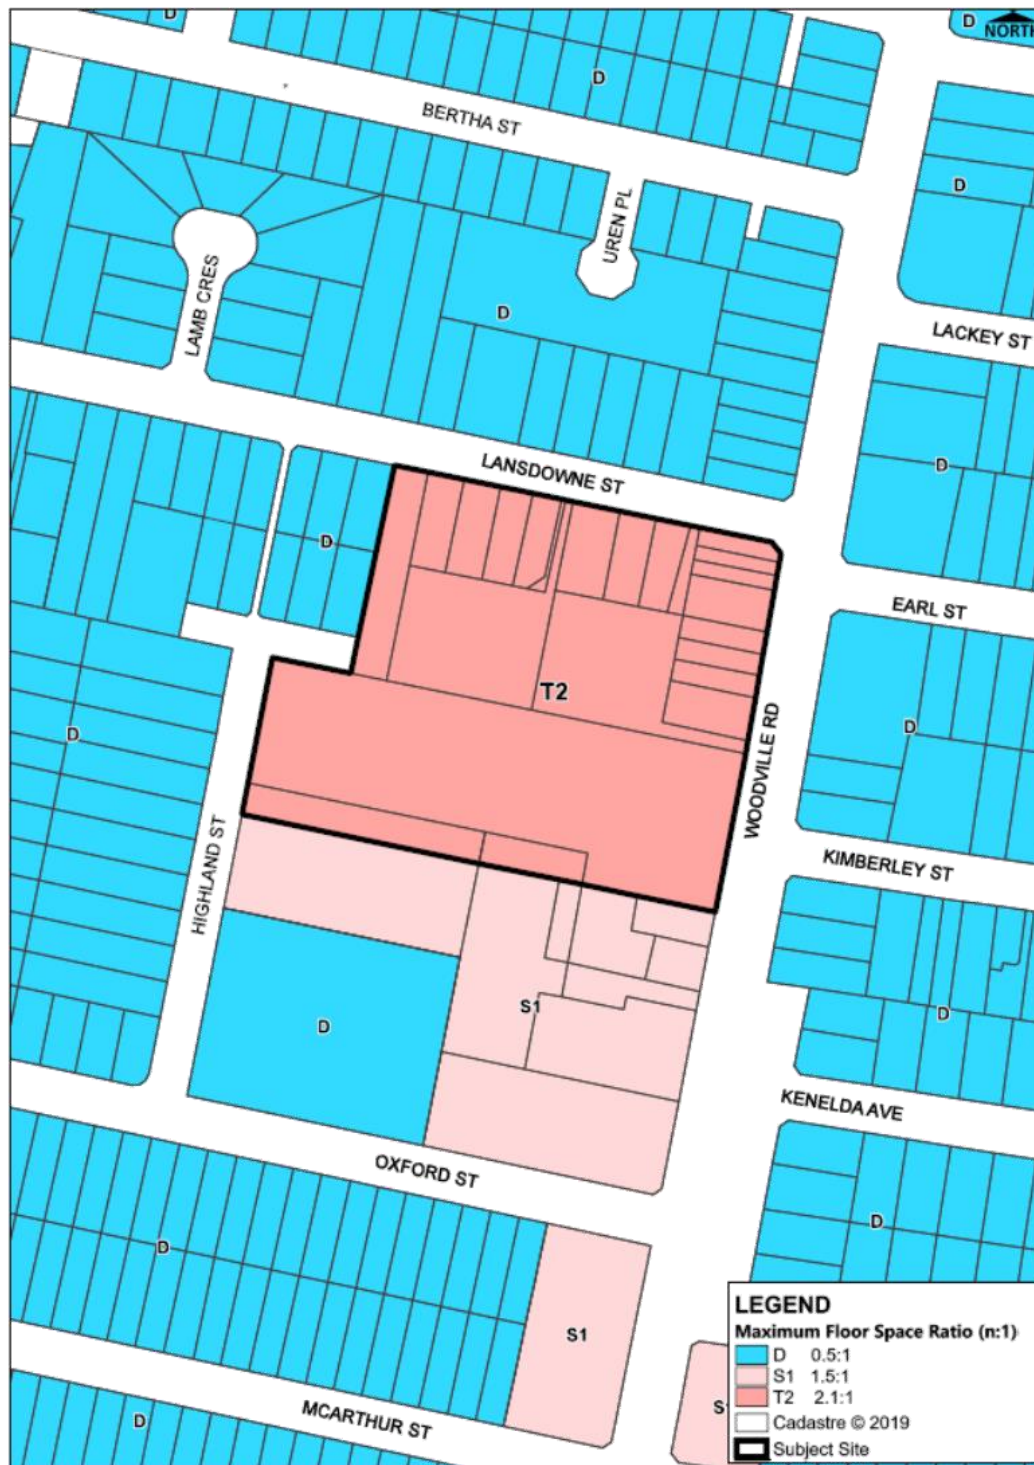 D
D
NORTH
D
BERTHA ST
D
UREN PL
LAMB CRES
D
LACKEY ST
LANSDOWNE ST
D
D
EARL ST
T2
D
D
WOODVILLE RD
HIGHLAND ST
KIMBERLEY ST
S1
D
D
KENELDA AVE
OXFORD ST
D
D
S1
MCARTHUR ST
D
LEGEND
Maximum Floor Space Ratio (n:1)
D 0.5:1
S1 1.5:1
T2 2.1:1
Cadastre © 2019
Subject Site